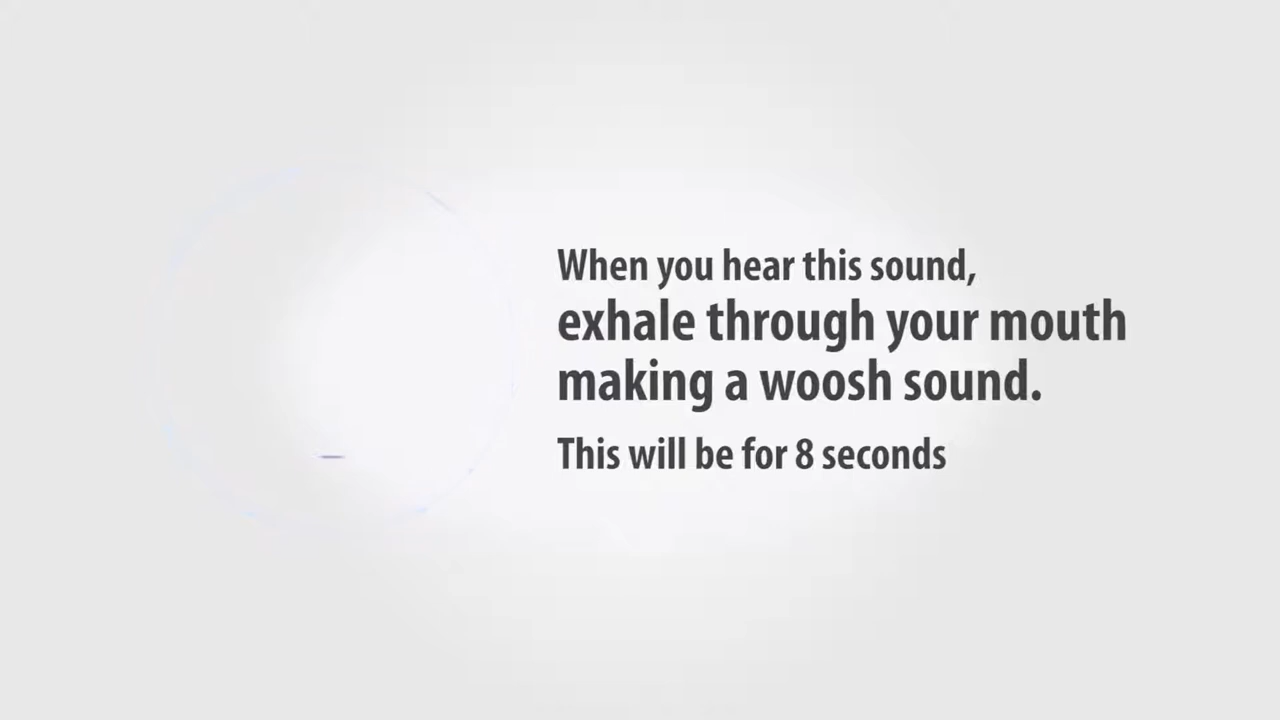 When you hear this sound,
exhale through your mouth
making a woosh sound.
This will be for 8 seconds